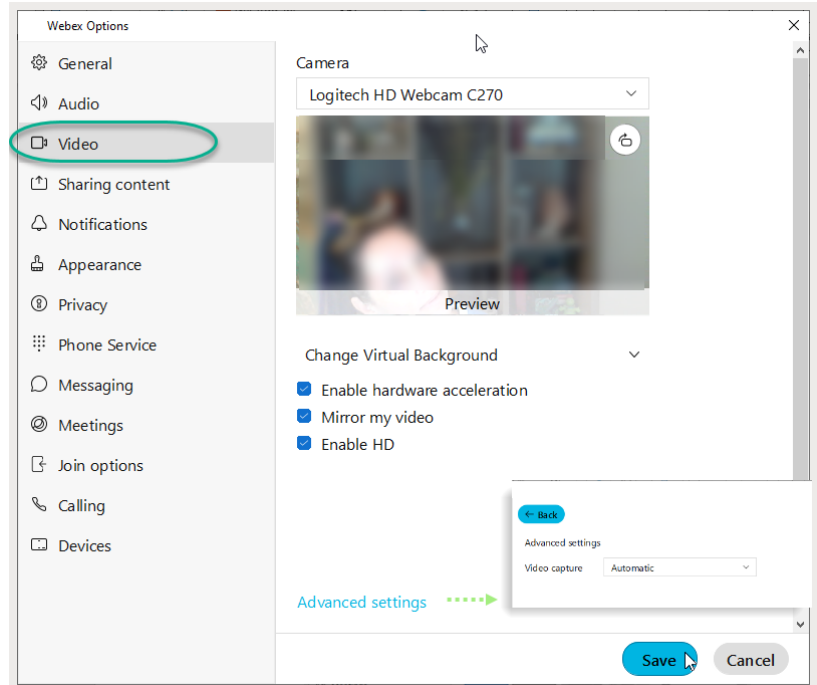 Webex Options
General
Audio
Video
Sharing content
Notifications
Appearance
Privacy
Phone Service
Messaging
Meetings
Join options
Calling
Devices
Camera
Logitech HD Webcam C270
Preview
Change Virtual Background
Enable hardware acceleration
Mirror my video
Enable HD
Advanced settings
Back
Advanced settings
Video capture Automatic
Save Cancel